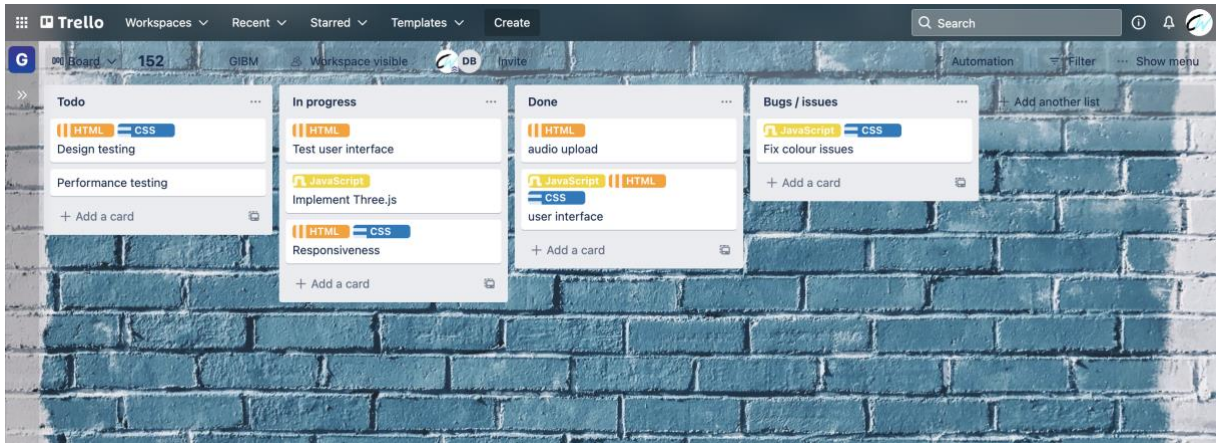 Trello Workspaces Recent Starred Templates Create Search
G Board 152 GIBM Workspace visible DB Invite Automation Filter ... Show menu
Todo ...
HTML CSS
Design testing
Performance testing
+ Add a card
In progress ...
HTML
Test user interface
JavaScript
Implement Three.js
HTML CSS
Responsiveness
+ Add a card
Done ...
HTML
audio upload
JavaScript HTML
CSS
user interface
+ Add a card
Bugs / issues ...
JavaScript CSS
Fix colour issues
+ Add a card
+ Add another list